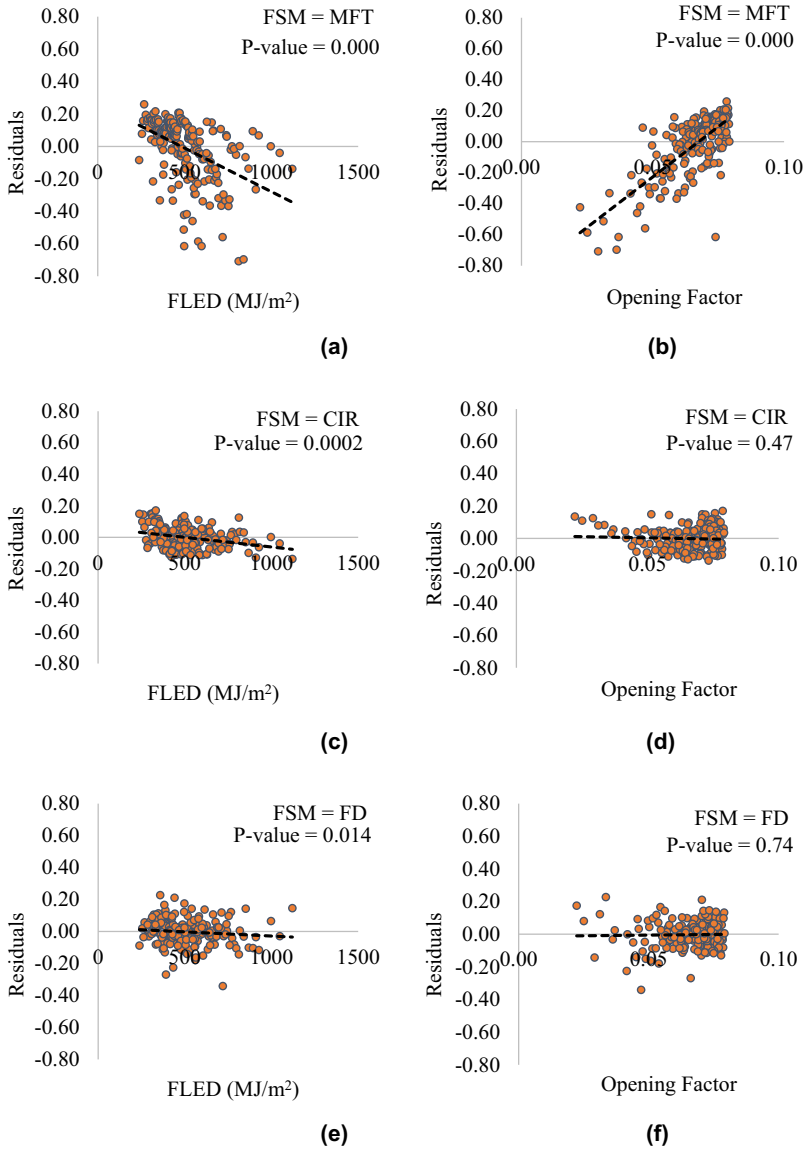 FSM = MFT
P-value = 0.000
0.80
0.60
0.40
0.20
0.00
-0.20
-0.40
-0.60
-0.80
0
500
1000
1500
Residuals
FLED (MJ/m²)
(a)
FSM = MFT
P-value = 0.000
0.80
0.60
0.40
0.20
0.00
-0.20
-0.40
-0.60
-0.80
0.00
0.05
0.10
Residuals
Opening Factor
(b)
FSM = CIR
P-value = 0.0002
0.80
0.60
0.40
0.20
0.00
-0.20
-0.40
-0.60
-0.80
0
500
1000
1500
Residuals
FLED (MJ/m²)
(c)
FSM = CIR
P-value = 0.47
0.80
0.60
0.40
0.20
0.00
-0.20
-0.40
-0.60
-0.80
0.00
0.05
0.10
Residuals
Opening Factor
(d)
FSM = FD
P-value = 0.014
0.80
0.60
0.40
0.20
0.00
-0.20
-0.40
-0.60
-0.80
0
500
1000
1500
Residuals
FLED (MJ/m²)
(e)
FSM = FD
P-value = 0.74
0.80
0.60
0.40
0.20
0.00
-0.20
-0.40
-0.60
-0.80
0.00
0.05
0.10
Residuals
Opening Factor
(f)